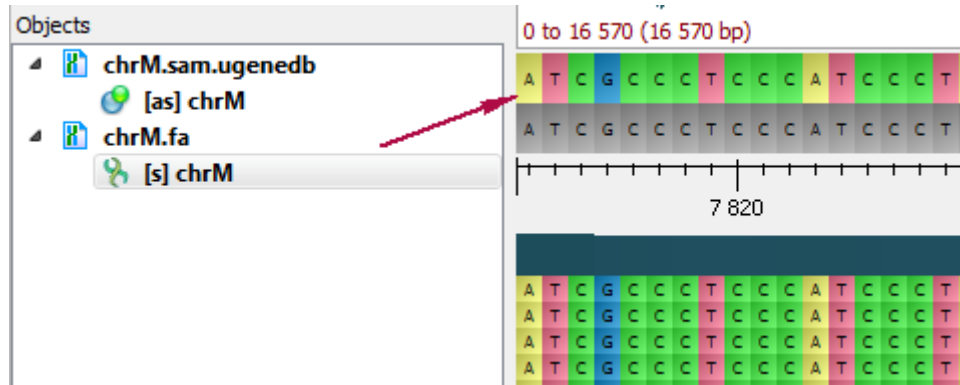 Objects
chrM.sam.ugenedb
[as] chrM
chrM.fa
[s] chrM
0 to 16 570 (16 570 bp)
A T C G C C C T C C C A T C C C T
A T C G C C C T C C C A T C C C T
7 820
A T C G C C C T C C C A T C C C T
A T C G C C C T C C C A T C C C T
A T C G C C C T C C C A T C C C T
A T C G C C C T C C C A T C C C T